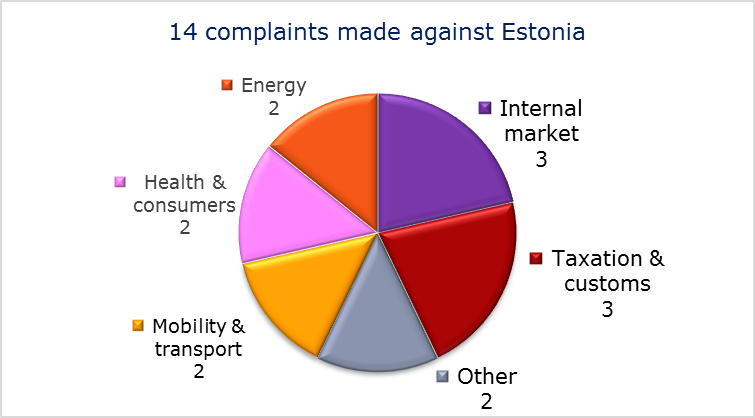 14 complaints made against Estonia
Energy
2
Internal
market
3
Health &
consumers
2
Taxation &
customs
3
Mobility &
transport
2
Other
2